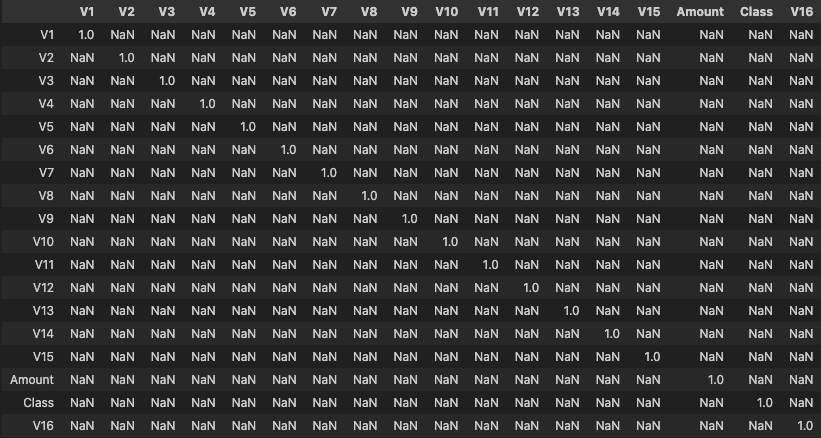 V1 V2 V3 V4 V5 V6 V7 V8 V9 V10 V11 V12 V13 V14 V15 Amount Class V16
V1 1.0 NaN NaN NaN NaN NaN NaN NaN NaN NaN NaN NaN NaN NaN NaN NaN NaN NaN
V2 NaN 1.0 NaN NaN NaN NaN NaN NaN NaN NaN NaN NaN NaN NaN NaN NaN NaN NaN
V3 NaN NaN 1.0 NaN NaN NaN NaN NaN NaN NaN NaN NaN NaN NaN NaN NaN NaN NaN
V4 NaN NaN NaN 1.0 NaN NaN NaN NaN NaN NaN NaN NaN NaN NaN NaN NaN NaN NaN
V5 NaN NaN NaN NaN 1.0 NaN NaN NaN NaN NaN NaN NaN NaN NaN NaN NaN NaN NaN
V6 NaN NaN NaN NaN NaN 1.0 NaN NaN NaN NaN NaN NaN NaN NaN NaN NaN NaN NaN
V7 NaN NaN NaN NaN NaN NaN 1.0 NaN NaN NaN NaN NaN NaN NaN NaN NaN NaN NaN
V8 NaN NaN NaN NaN NaN NaN NaN 1.0 NaN NaN NaN NaN NaN NaN NaN NaN NaN NaN
V9 NaN NaN NaN NaN NaN NaN NaN NaN 1.0 NaN NaN NaN NaN NaN NaN NaN NaN NaN
V10 NaN NaN NaN NaN NaN NaN NaN NaN NaN 1.0 NaN NaN NaN NaN NaN NaN NaN NaN
V11 NaN NaN NaN NaN NaN NaN NaN NaN NaN NaN 1.0 NaN NaN NaN NaN NaN NaN NaN
V12 NaN NaN NaN NaN NaN NaN NaN NaN NaN NaN NaN 1.0 NaN NaN NaN NaN NaN NaN
V13 NaN NaN NaN NaN NaN NaN NaN NaN NaN NaN NaN NaN 1.0 NaN NaN NaN NaN NaN
V14 NaN NaN NaN NaN NaN NaN NaN NaN NaN NaN NaN NaN NaN 1.0 NaN NaN NaN NaN
V15 NaN NaN NaN NaN NaN NaN NaN NaN NaN NaN NaN NaN NaN NaN 1.0 NaN NaN NaN
Amount NaN NaN NaN NaN NaN NaN NaN NaN NaN NaN NaN NaN NaN NaN NaN 1.0 NaN NaN
Class NaN NaN NaN NaN NaN NaN NaN NaN NaN NaN NaN NaN NaN NaN NaN NaN 1.0 NaN
V16 NaN NaN NaN NaN NaN NaN NaN NaN NaN NaN NaN NaN NaN NaN NaN NaN NaN 1.0